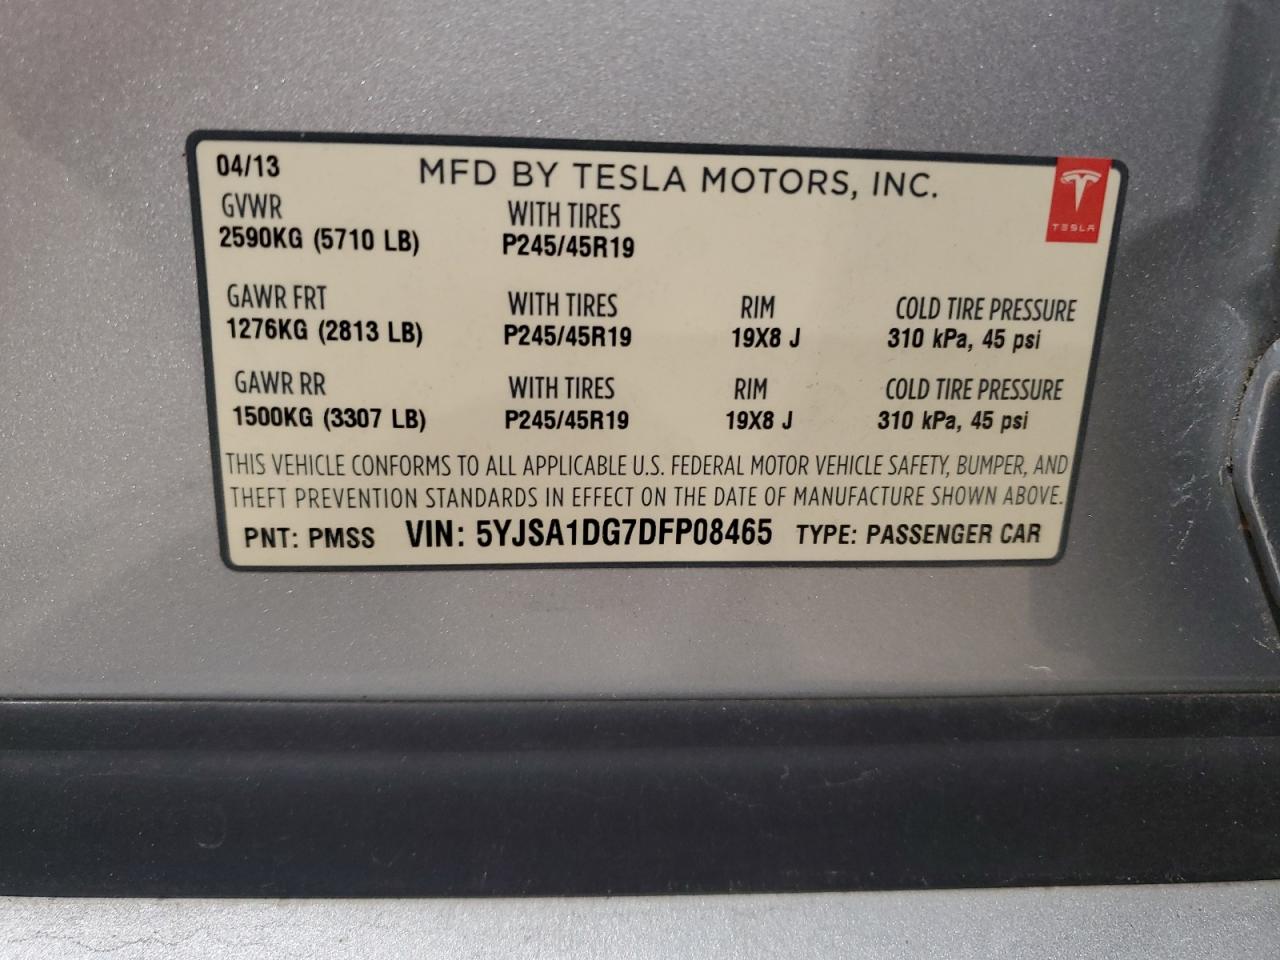 04/13 MFD BY TESLA MOTORS, INC.
TESLA
GVWR WITH TIRES
2590KG (5710 LB) P245/45R19
GAWR FRT WITH TIRES RIM COLD TIRE PRESSURE
1276KG (2813 LB) P245/45R19 19X8 J 310 kPa, 45 psi
GAWR RR WITH TIRES RIM COLD TIRE PRESSURE
1500KG (3307 LB) P245/45R19 19X8 J 310 kPa, 45 psi
THIS VEHICLE CONFORMS TO ALL APPLICABLE U.S. FEDERAL MOTOR VEHICLE SAFETY, BUMPER, AND
THEFT PREVENTION STANDARDS IN EFFECT ON THE DATE OF MANUFACTURE SHOWN ABOVE.
PNT: PMSS VIN: 5YJSA1DG7DFP08465 TYPE: PASSENGER CAR